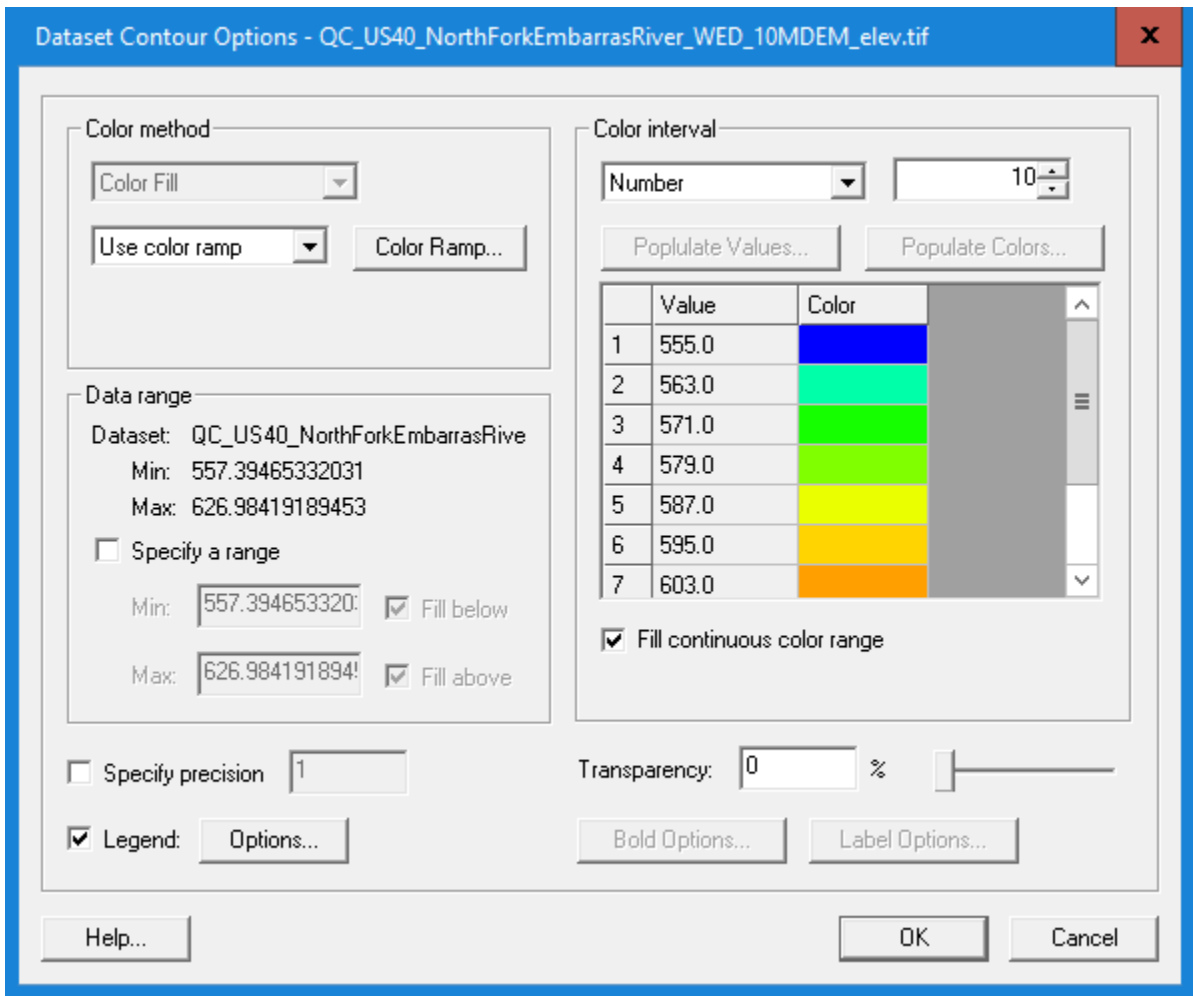 Dataset Contour Options - QC_US40_NorthForkEmbarrasRiver_WED_10MDEM_elev.tif
x
Color method
Color Fill
Use color ramp
Color Ramp...
Data range
Dataset: QC_US40_NorthForkEmbarrasRive
Min: 557.39465332031
Max: 626.98419189453
Specify a range
Min: 557.39465332031 Fill below
Max: 626.9841918945 Fill above
Color interval
Number 10
Poplulate Values... Populate Colors...
Value Color
1 555.0
2 563.0
3 571.0
4 579.0
5 587.0
6 595.0
7 603.0
Fill continuous color range
Specify precision 1
Transparency: 0 %
Legend: Options...
Bold Options... Label Options...
Help...
OK Cancel